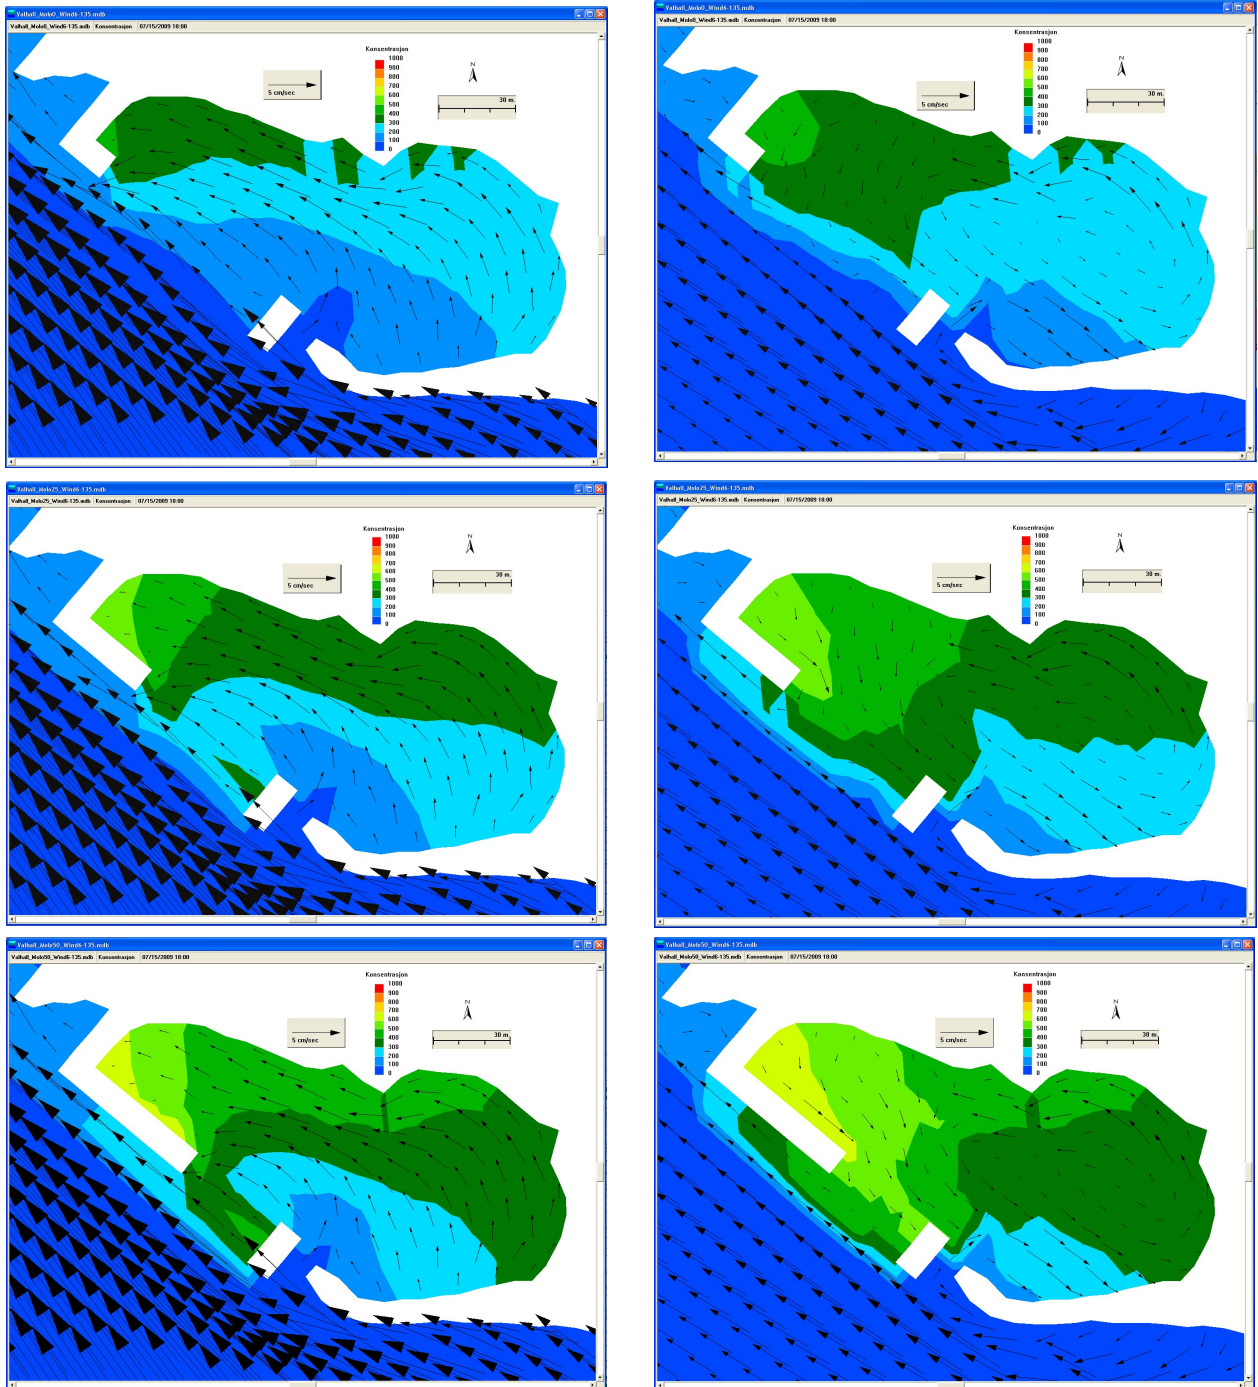 Valhall_Molo0_Wind6-135.mdb
Valhall_Molo0_Wind6-135.mdb Konsentrasjon 07/15/2009 18:00
Konsentrasjon
1000
900
800
700
600
500
400
300
200
100
0
5 cm/sec
N
30 m.
Valhall_Molo0_Wind6-135.mdb
Valhall_Molo0_Wind6-135.mdb Konsentrasjon 07/15/2009 18:00
Konsentrasjon
1000
900
800
700
600
500
400
300
200
100
0
5 cm/sec
N
30 m.
Valhall_Molo25_Wind6-135.mdb
Valhall_Molo25_Wind6-135.mdb Konsentrasjon 07/15/2009 18:00
Konsentrasjon
1000
900
800
700
600
500
400
300
200
100
0
5 cm/sec
N
30 m.
Valhall_Molo25_Wind6-135.mdb
Valhall_Molo25_Wind6-135.mdb Konsentrasjon 07/15/2009 18:00
Konsentrasjon
1000
900
800
700
600
500
400
300
200
100
0
5 cm/sec
N
30 m.
Valhall_Molo50_Wind6-135.mdb
Valhall_Molo50_Wind6-135.mdb Konsentrasjon 07/15/2009 18:00
Konsentrasjon
1000
900
800
700
600
500
400
300
200
100
0
5 cm/sec
N
30 m.
Valhall_Molo50_Wind6-135.mdb
Valhall_Molo50_Wind6-135.mdb Konsentrasjon 07/15/2009 18:00
Konsentrasjon
1000
900
800
700
600
500
400
300
200
100
0
5 cm/sec
N
30 m.